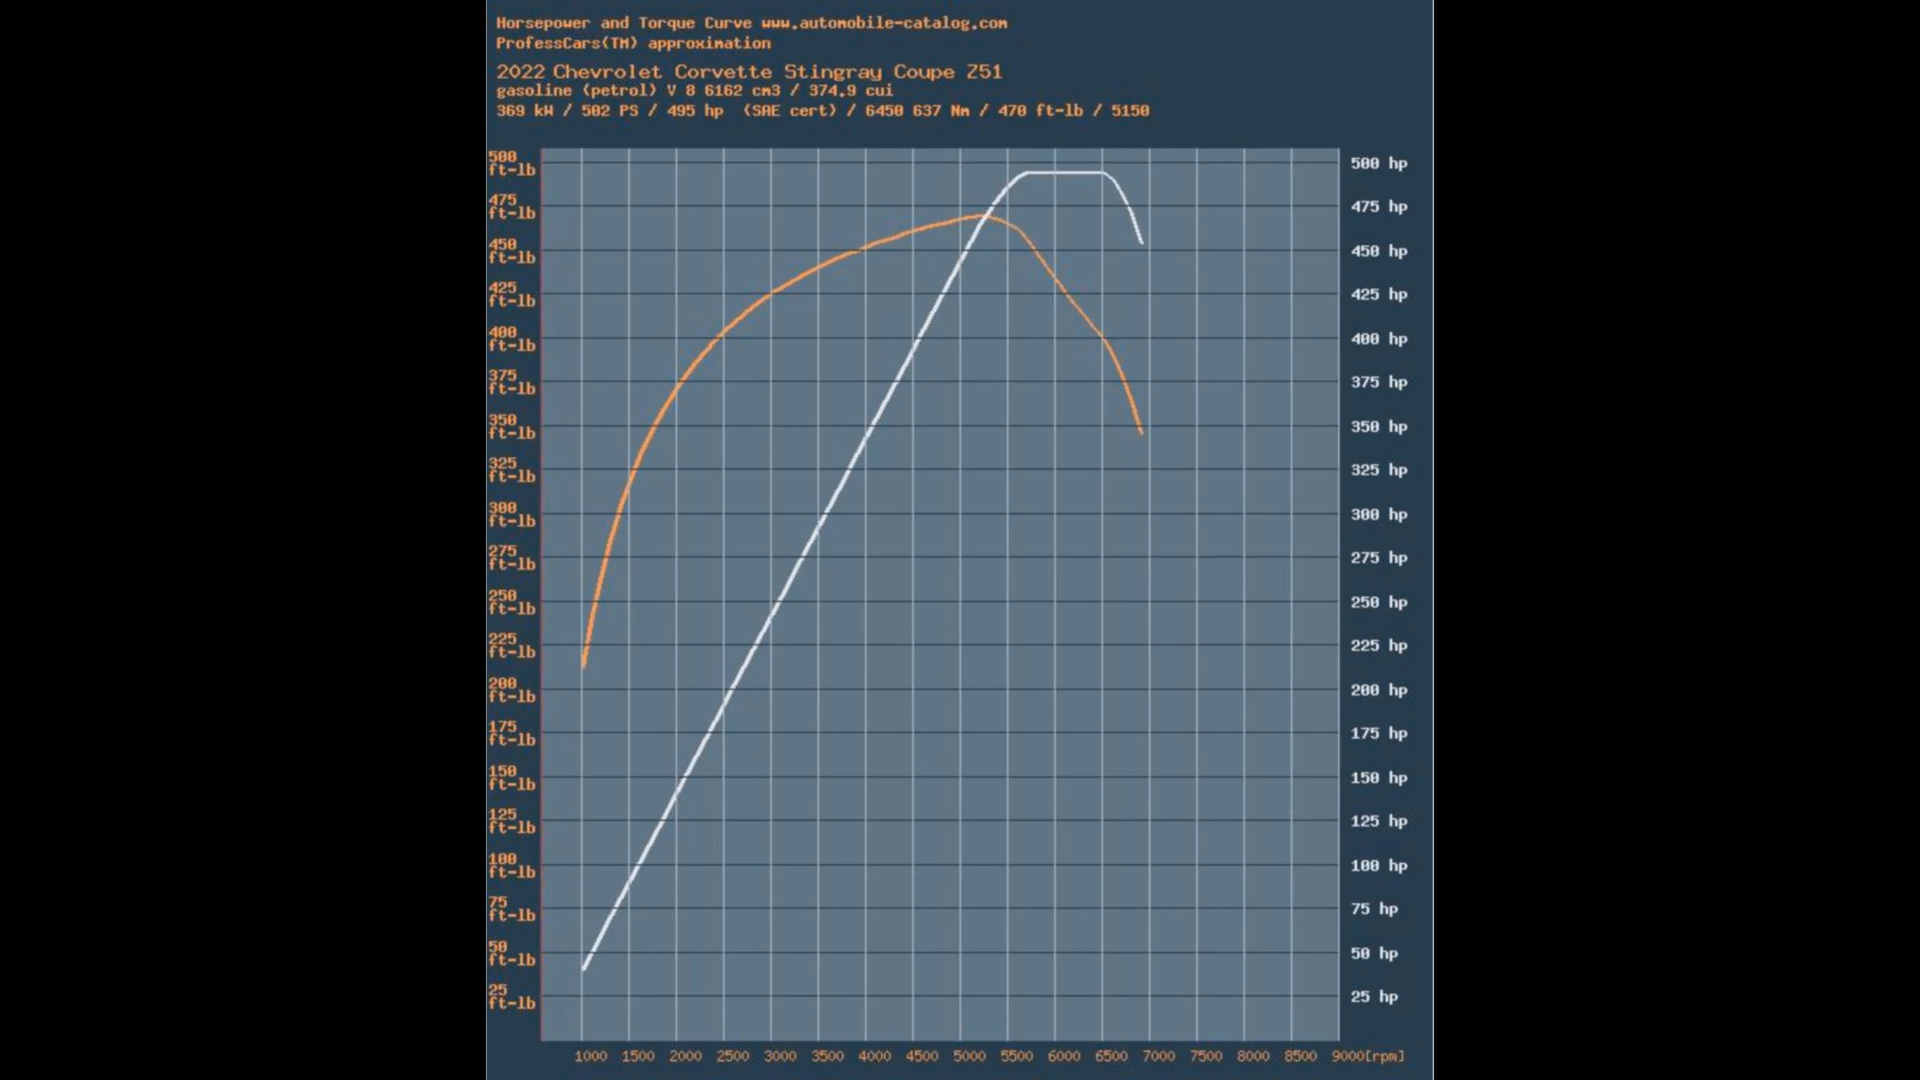 Horsepower and Torque Curve www.automobile-catalog.com
ProfessCars(TM) approximation
2022 Chevrolet Corvette Stingray Coupe Z51
gasoline (petrol) V 8 6162 cm3 / 374.9 cui
369 kW / 502 PS / 495 hp (SAE cert) / 6450 637 Nm / 470 ft-lb / 5150
500 ft-lb 500 hp
475 ft-lb 475 hp
450 ft-lb 450 hp
425 ft-lb 425 hp
400 ft-lb 400 hp
375 ft-lb 375 hp
350 ft-lb 350 hp
325 ft-lb 325 hp
300 ft-lb 300 hp
275 ft-lb 275 hp
250 ft-lb 250 hp
225 ft-lb 225 hp
200 ft-lb 200 hp
175 ft-lb 175 hp
150 ft-lb 150 hp
125 ft-lb 125 hp
100 ft-lb 100 hp
75 ft-lb 75 hp
50 ft-lb 50 hp
25 ft-lb 25 hp
1000 1500 2000 2500 3000 3500 4000 4500 5000 5500 6000 6500 7000 7500 8000 8500 9000[rpm]